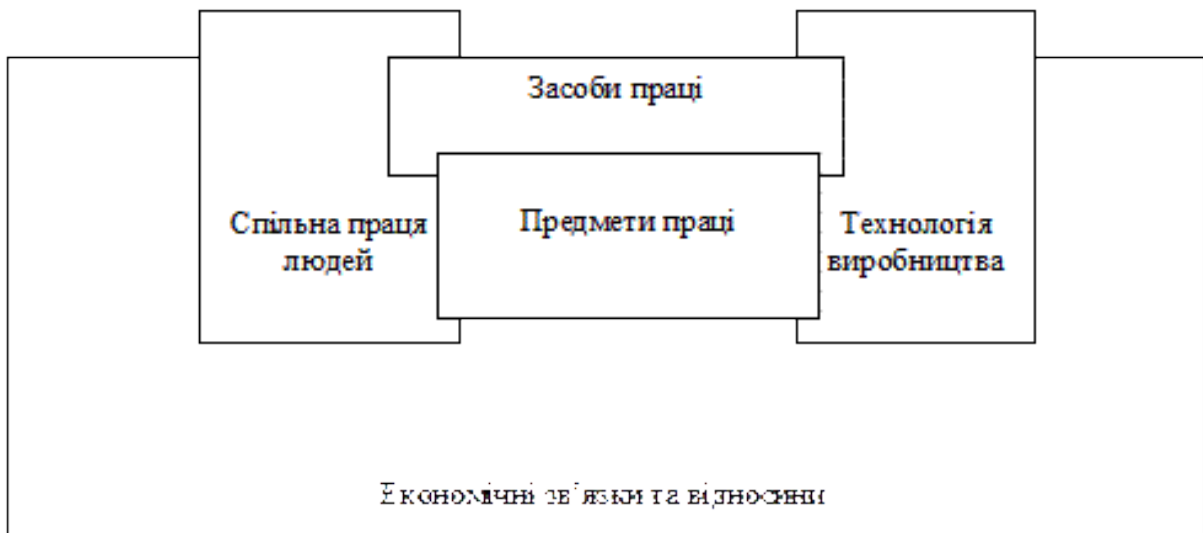 Засоби праці
Спільна праця
людей
Предмети праці
Технологія
виробництва
Економічні зв'язки та відносини